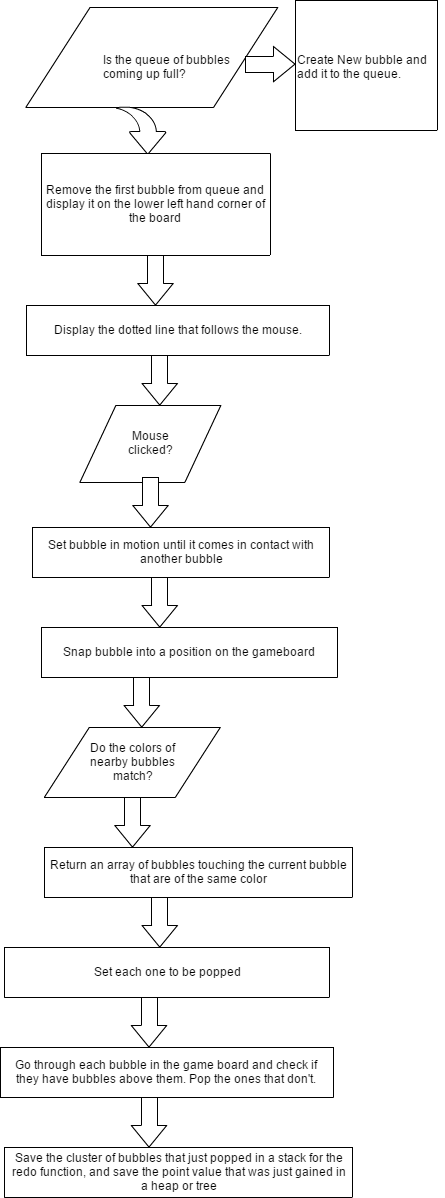 Is the queue of bubbles
coming up full?
Create New bubble and
add it to the queue.
Remove the first bubble from queue and
display it on the lower left hand corner of
the board
Display the dotted line that follows the mouse.
Mouse
clicked?
Set bubble in motion until it comes in contact with
another bubble
Snap bubble into a position on the gameboard
Do the colors of
nearby bubbles
match?
Return an array of bubbles touching the current bubble
that are of the same color
Set each one to be popped
Go through each bubble in the game board and check if
they have bubbles above them. Pop the ones that don't.
Save the cluster of bubbles that just popped in a stack for the
redo function, and save the point value that was just gained in
a heap or tree